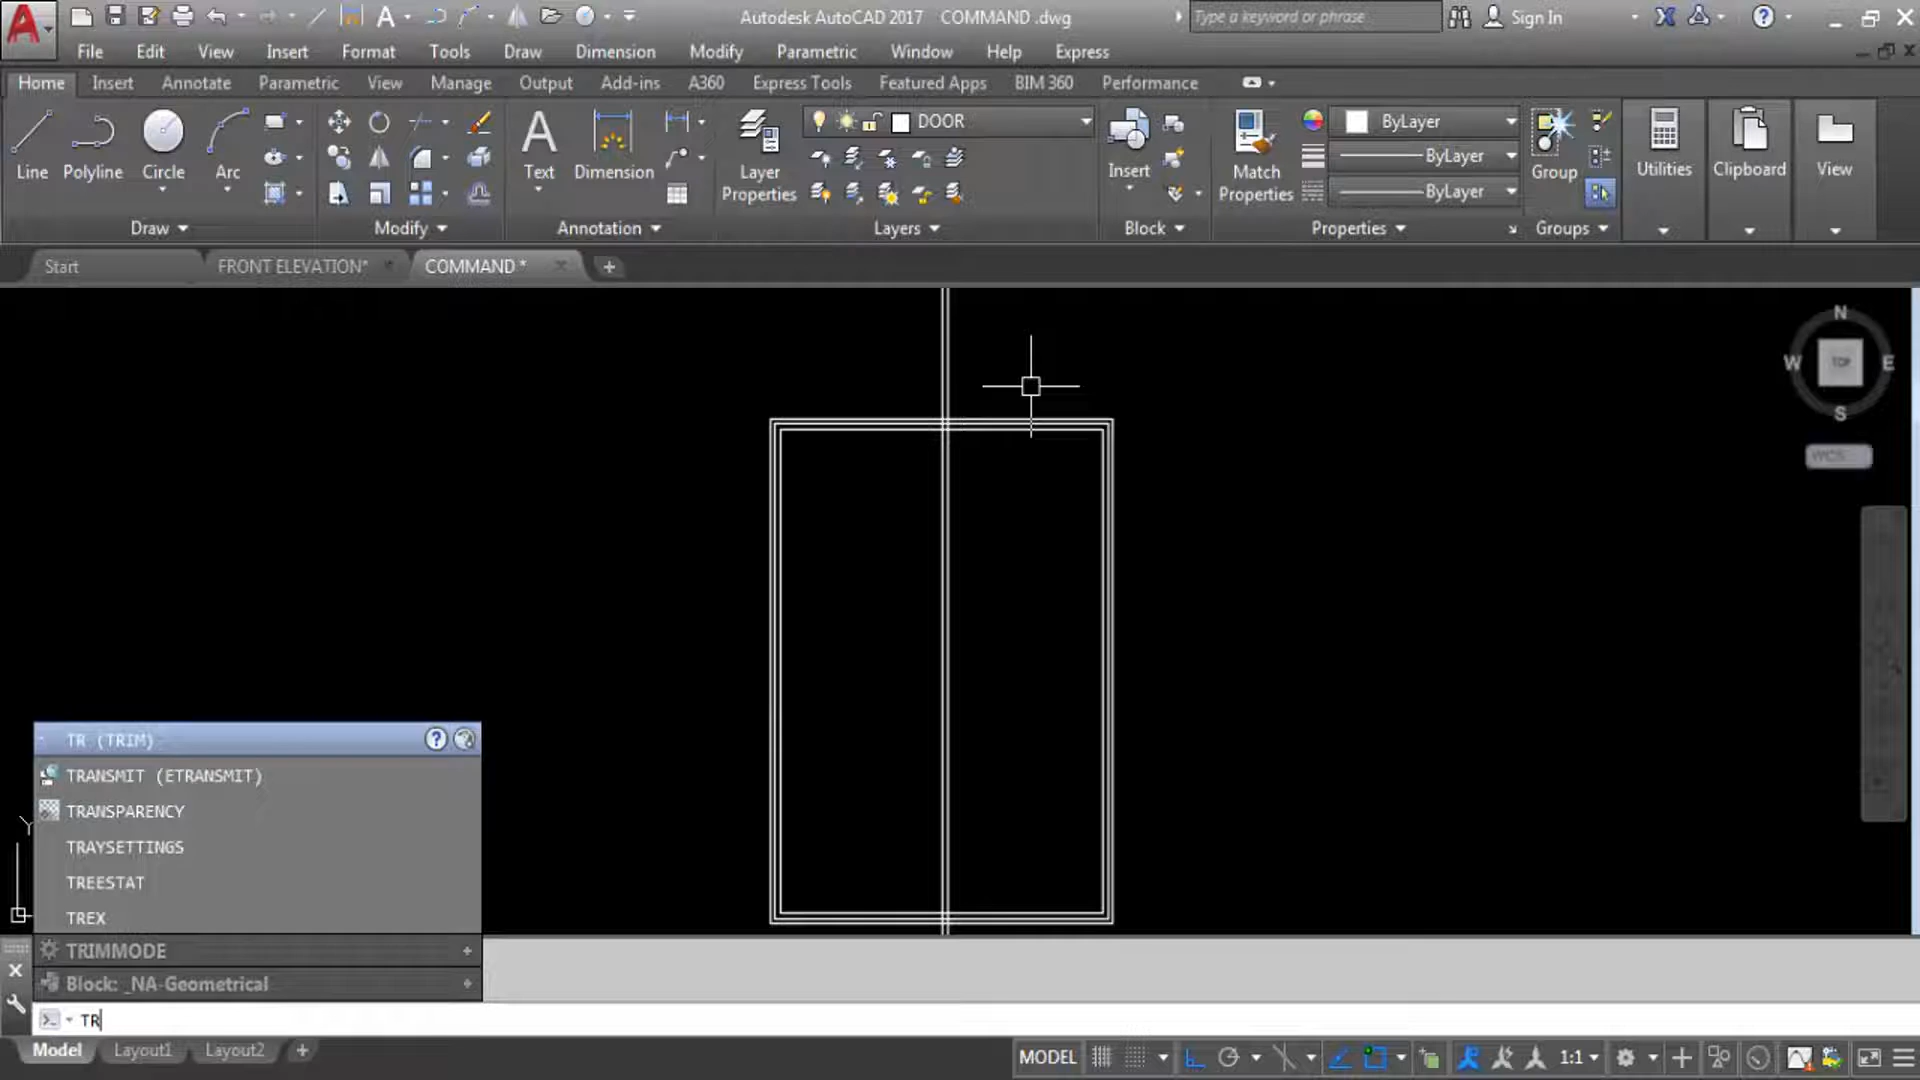 Autodesk AutoCAD 2017 COMMAND .dwg
Type a keyword or phrase
Sign In
File Edit View Insert Format Tools Draw Dimension Modify Parametric Window Help Express
Home Insert Annotate Parametric View Manage Output Add-ins A360 Express Tools Featured Apps BIM 360 Performance
DOOR
ByLayer
ByLayer
ByLayer
Line Polyline Circle Arc
Text Dimension
Layer Properties
Insert
Match Properties
Group
Utilities Clipboard View
Draw Modify Annotation Layers Block Properties Groups
Start FRONT ELEVATION* COMMAND *
N
W TOP E
S
WCS
TR (TRIM)
TRANSMIT (ETRANSMIT)
TRANSPARENCY
TRAYSETTINGS
TREESTAT
TREX
TRIMMODE
Block: _NA-Geometrical
Y
TR
Model Layout1 Layout2
MODEL 1:1